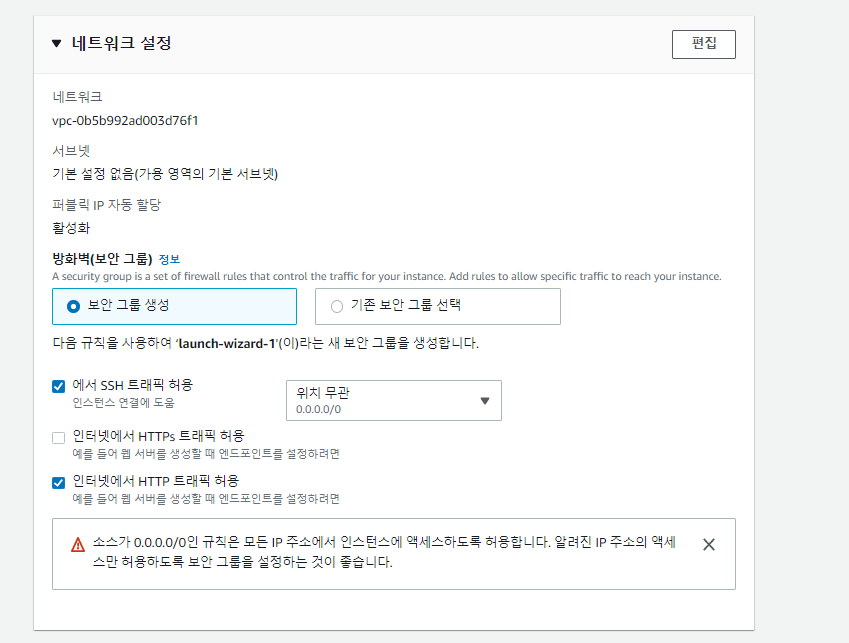 네트워크 설정
편집
네트워크
vpc-0b5b992ad003d76f1
서브넷
기본 설정 없음(가용 영역의 기본 서브넷)
퍼블릭 IP 자동 할당
활성화
방화벽(보안 그룹) 정보
A security group is a set of firewall rules that control the traffic for your instance. Add rules to allow specific traffic to reach your instance.
보안 그룹 생성
기존 보안 그룹 선택
다음 규칙을 사용하여 'launch-wizard-1'(이)라는 새 보안 그룹을 생성합니다.
에서 SSH 트래픽 허용
인스턴스 연결에 도움
위치 무관
0.0.0.0/0
인터넷에서 HTTPs 트래픽 허용
예를 들어 웹 서버를 생성할 때 엔드포인트를 설정하려면
인터넷에서 HTTP 트래픽 허용
예를 들어 웹 서버를 생성할 때 엔드포인트를 설정하려면
소스가 0.0.0.0/0인 규칙은 모든 IP 주소에서 인스턴스에 액세스하도록 허용합니다. 알려진 IP 주소의 액세
스만 허용하도록 보안 그룹을 설정하는 것이 좋습니다.